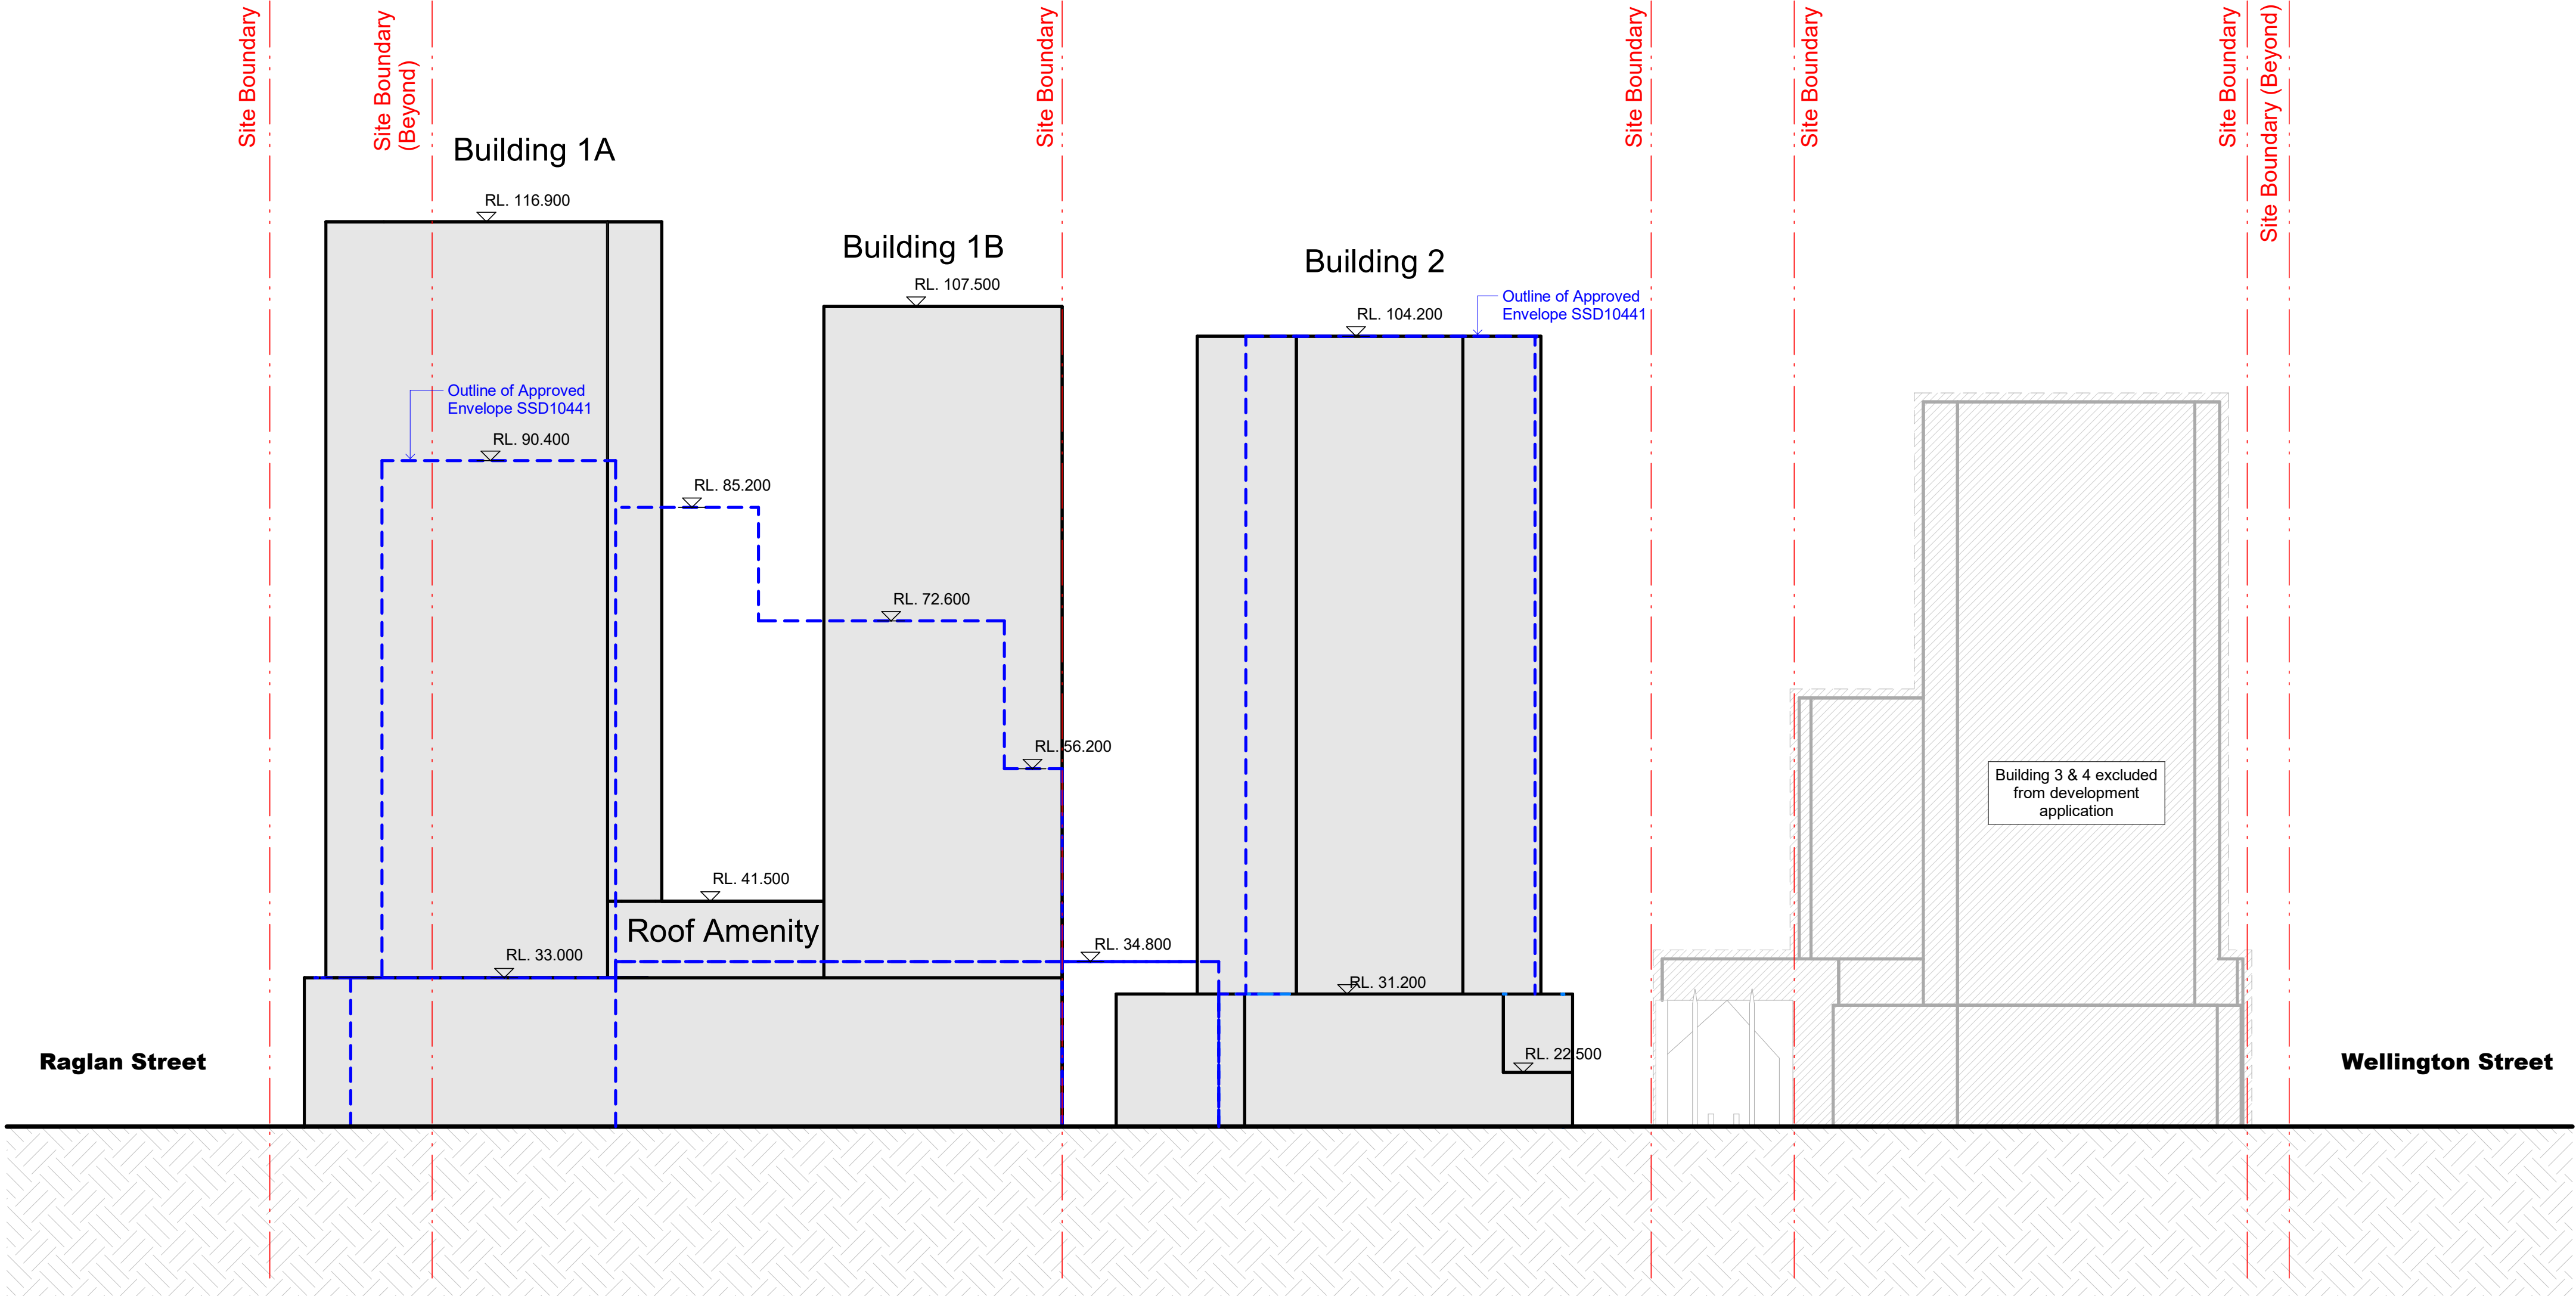 Site Boundary
Site Boundary
(Beyond)
Site Boundary
Site Boundary
Site Boundary
Site Boundary
Site Boundary (Beyond)
Building 1A
RL. 116.900
Building 1B
RL. 107.500
Building 2
RL. 104.200
Outline of Approved
Envelope SSD10441
Outline of Approved
Envelope SSD10441
RL. 90.400
RL. 85.200
RL. 72.600
RL. 56.200
Building 3 & 4 excluded
from development
application
RL. 41.500
Roof Amenity
RL. 33.000
RL. 34.800
RL. 31.200
RL. 22.500
Raglan Street
Wellington Street